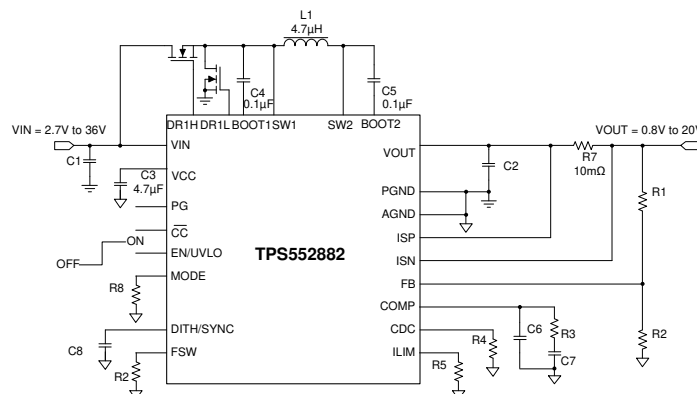 L1
4.7µH
C4
0.1µF
C5
0.1µF
DR1H DR1L BOOT1 SW1 SW2 BOOT2
VIN = 2.7V to 36V
VOUT = 0.8V to 20V
C1
VIN
VOUT
R7
10mΩ
C3
4.7µF
VCC
C2
PG
PGND
R1
CC
AGND
ON
OFF
EN/UVLO
TPS552882
ISP
ISN
MODE
R8
FB
COMP
C6
R3
C7
R2
DITH/SYNC
C8
CDC
R4
FSW
R2
ILIM
R5